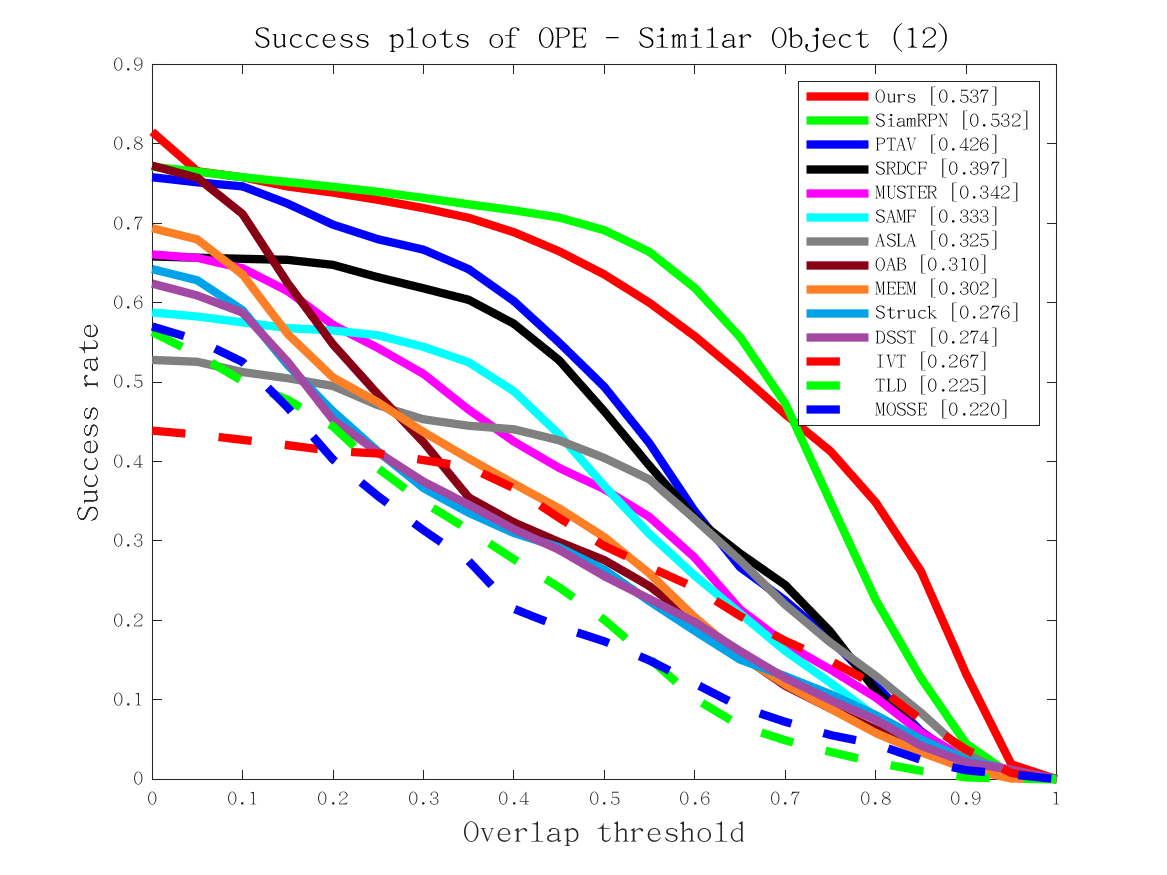 Success plots of OPE - Similar Object (12)
0.9
0.8
0.7
0.6
0.5
0.4
0.3
0.2
0.1
0
Success rate
Ours [0.537]
SiamRPN [0.532]
PTAV [0.426]
SRDCF [0.397]
MUSTER [0.342]
SAMF [0.333]
ASLA [0.325]
OAB [0.310]
MEEM [0.302]
Struck [0.276]
DSST [0.274]
IVT [0.267]
TLD [0.225]
MOSSE [0.220]
0 0.1 0.2 0.3 0.4 0.5 0.6 0.7 0.8 0.9 1
Overlap threshold